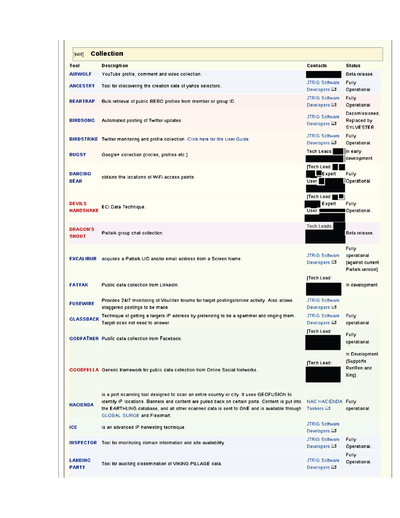 [edit] Collection
Tool Description Contacts Status
AIRWOLF YouTube profile, comment and video collection. Beta release.
ANCESTRY Tool for discovering the creation date of yahoo selectors. JTRIG Software Developers Fully Operational.
BEARTRAP Bulk retrieval of public BEBO profiles from member or group ID. JTRIG Software Developers Fully Operational.
BIRDSONG Automated posting of Twitter updates. JTRIG Software Developers Decomissioned. Replaced by SYLVESTER.
BIRDSTRIKE Twitter monitoring and profile collection. Click here for the User Guide. JTRIG Software Developers Fully Operational.
BUGSY Google+ collection (circles, profiles etc.) Tech Leads: In early development.
DANCING BEAR obtains the locations of WiFi access points. [Tech Lead: Expert User: Fully Operational.
DEVILS HANDSHAKE ECI Data Technique. [Tech Lead: Expert User: Fully Operational.
DRAGON'S SNOUT Paltalk group chat collection. Tech Leads: Beta release.
EXCALIBUR acquires a Paltalk UID and/or email address from a Screen Name. JTRIG Software Developers Fully operational (against current Paltalk version)
FATYAK Public data collection from LinkedIn. [Tech Lead: In development.
FUSEWIRE Provides 24/7 monitoring of Vbulliten forums for target postings/online activity. Also allows staggered postings to be made. JTRIG Software Developers
GLASSBACK Technique of getting a targets IP address by pretending to be a spammer and ringing them. Target does not need to answer. JTRIG Software Developers Fully operational.
GODFATHER Public data collection from Facebook. [Tech Lead: Fully operational.
GOODFELLA Generic framework for public data collection from Online Social Networks. [Tech Lead: In Development (Supports RenRen and Xing).
HACIENDA is a port scanning tool designed to scan an entire country or city. It uses GEOFUSION to identify IP locations. Banners and content are pulled back on certain ports. Content is put into the EARTHLING database, and all other scanned data is sent to GNE and is available through GLOBAL SURGE and Fleximart. NAC HACIENDA Taskers Fully operational.
ICE is an advanced IP harvesting technique. JTRIG Software Developers
INSPECTOR Tool for monitoring domain information and site availability. JTRIG Software Developers Fully Operational.
LANDING PARTY Tool for auditing dissemination of VIKING PILLAGE data. JTRIG Software Developers Fully Operational.